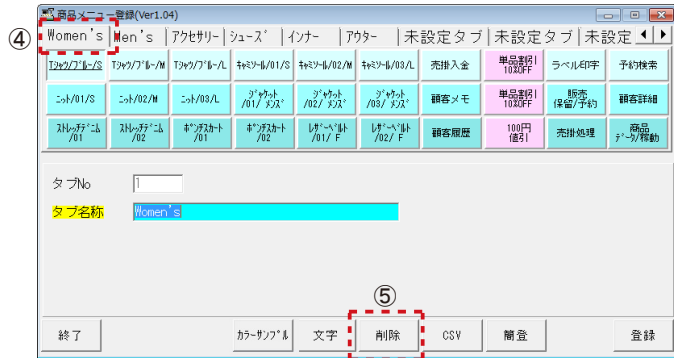 商品メニュー登録(Ver1.04)
④
Women's Men's アクセサリー シューズ インナー アウター 未設定タブ 未設定タブ 未設定
Tシャツ/ブルー/S Tシャツ/ブルー/M Tシャツ/ブルー/L キャミソール/01/S キャミソール/02/M キャミソール/03/L 売掛入金 単品割引 10%OFF ラベル印字 予約検索
ニット/01/S ニット/02/M ニット/03/L ジャケット /01/ メンズ ジャケット /02/ メンズ ジャケット /03/ メンズ 顧客メモ 単品割引 10%OFF 販売 保留/予約 顧客詳細
ストレッチデニム /01 ストレッチデニム /02 ポンチスカート /01 ポンチスカート /02 レザーベルト /01/ F レザーベルト /02/ F 顧客履歴 100円 値引 売掛処理 商品 データ/稼動
タブNo 1
タブ名称 Women's
⑤
終了 カラーサンプル 文字 削除 CSV 簡登 登録